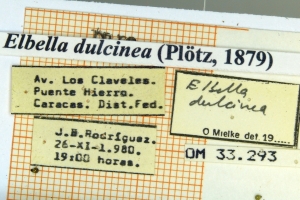 Elbella dulcinea (Plötz, 1879)
Av. Los Claveles.
Puente Hierro.
Caracas. Dist.Fed.
Elbella
dulcinea
O Mielke det 19.....
J.B.Rodríguez.
26-XI-1.980.
19:00 horas.
OM 33.293